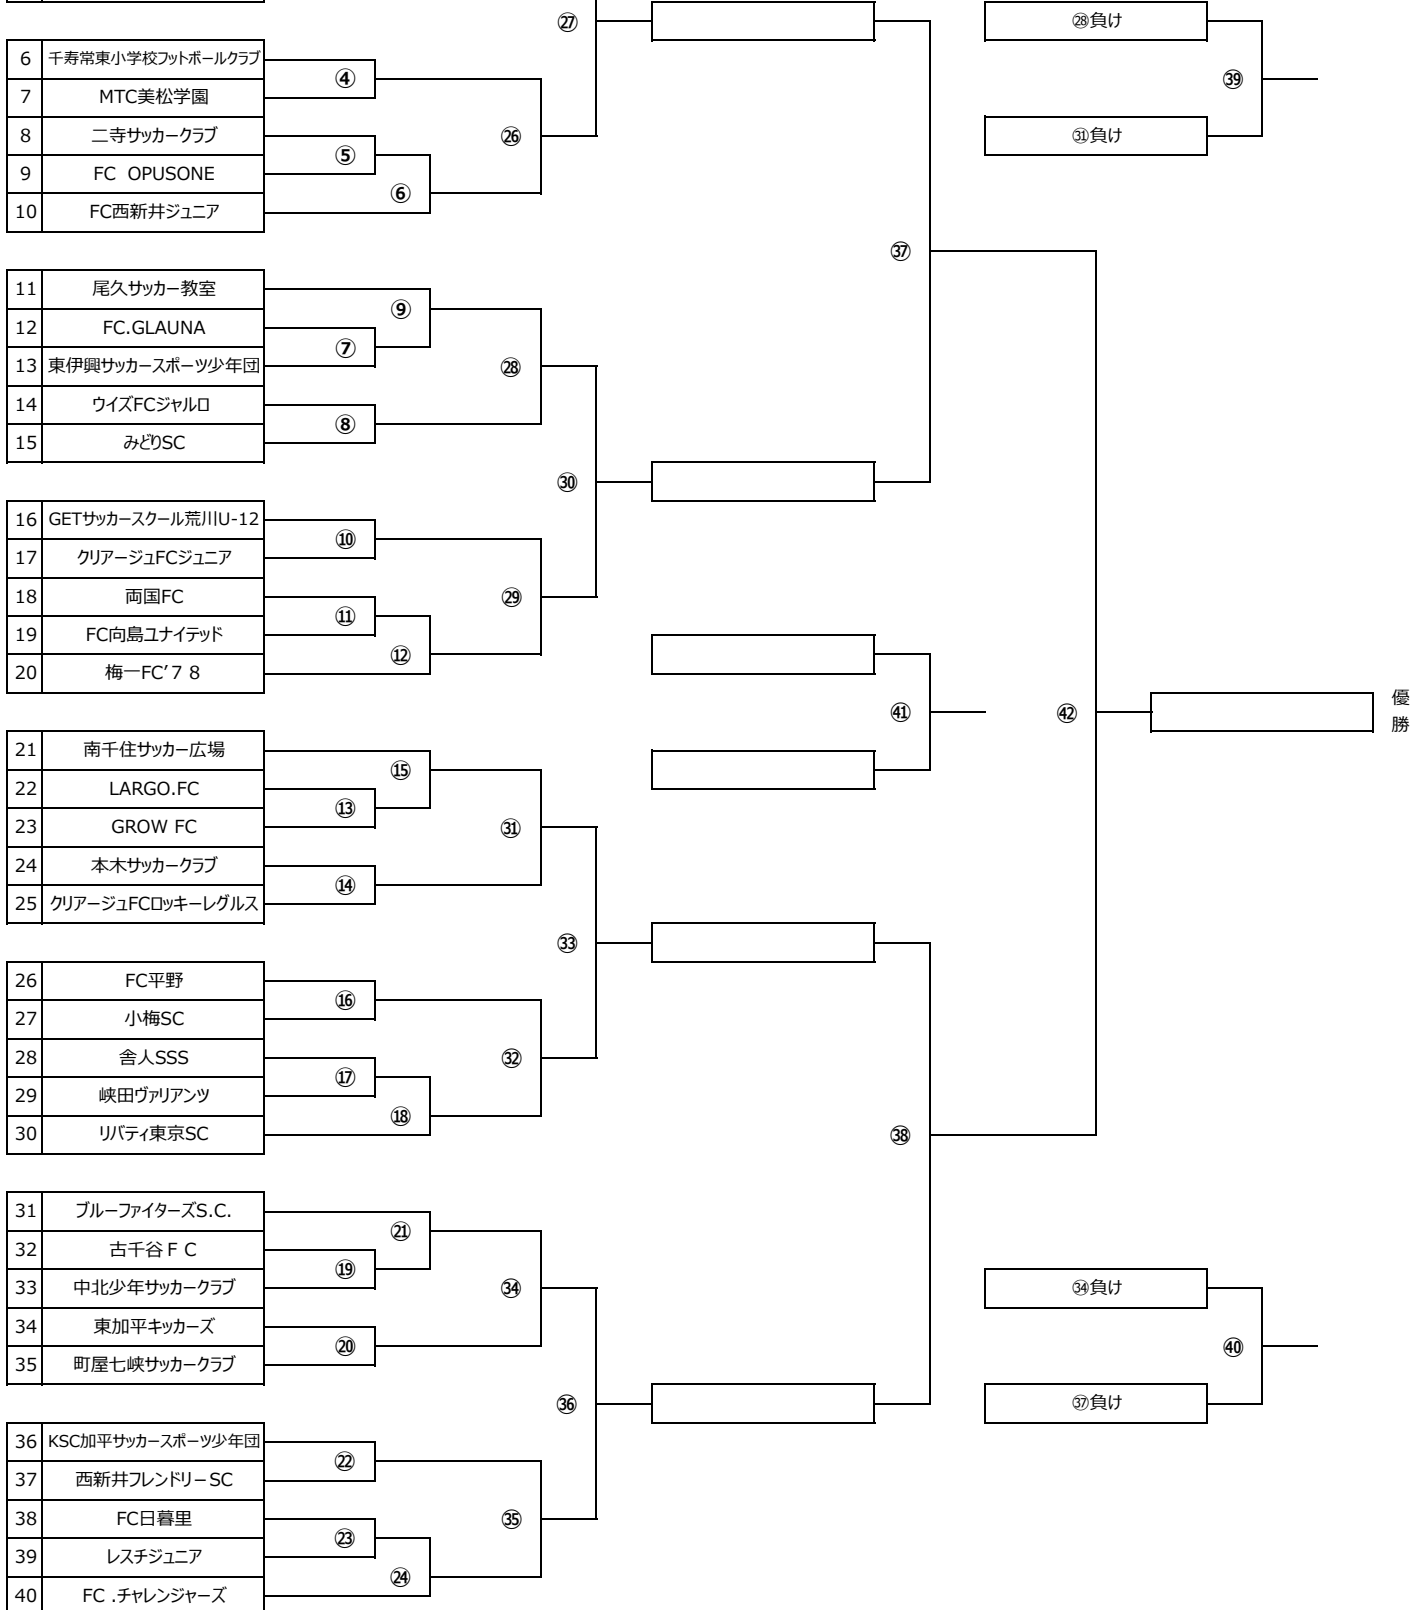 ㉗
㉘負け
6 千寿常東小学校フットボールクラブ
④
㊴
7 MTC美松学園
8 二寺サッカークラブ
㉖
㉛負け
⑤
9 FC OPUSONE
⑥
10 FC西新井ジュニア
㊲
11 尾久サッカー教室
⑨
12 FC.GLAUNA
⑦
13 東伊興サッカースポーツ少年団
㉘
14 ウイズFCジャルロ
⑧
15 みどりSC
㉚
16 GETサッカースクール荒川U-12
⑩
17 クリアージュFCジュニア
18 両国FC
㉙
⑪
19 FC向島ユナイテッド
⑫
20 梅一FC’７８
㊶
㊷
優勝
21 南千住サッカー広場
⑮
22 LARGO.FC
⑬
23 GROW FC
㉛
24 本木サッカークラブ
⑭
25 クリアージュFCロッキーレグルス
㉝
26 FC平野
⑯
27 小梅SC
28 舎人SSS
㉜
⑰
29 峡田ヴァリアンツ
⑱
30 リバティ東京SC
㊳
31 ブルーファイターズS.C.
㉑
32 古千谷ＦＣ
⑲
33 中北少年サッカークラブ
㉞
㉞負け
34 東加平キッカーズ
⑳
㊵
35 町屋七峡サッカークラブ
㊱
㊲負け
36 KSC加平サッカースポーツ少年団
㉒
37 西新井フレンドリーSC
38 FC日暮里
㉟
㉓
39 レスチジュニア
㉔
40 FC .チャレンジャーズ